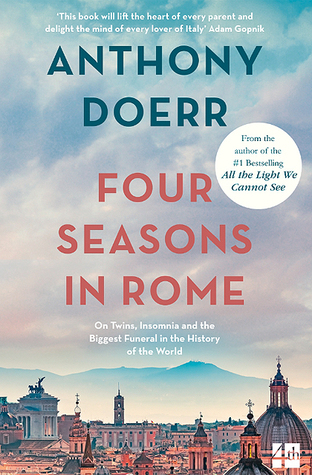 'This book will lift the heart of every parent and
delight the mind of every lover of Italy' Adam Gopnik
ANTHONY
DOERR
From the
author of the
#1 Bestselling
All the Light We
Cannot See
FOUR
SEASONS
IN ROME
On Twins, Insomnia and the
Biggest Funeral in the History
of the World
4th